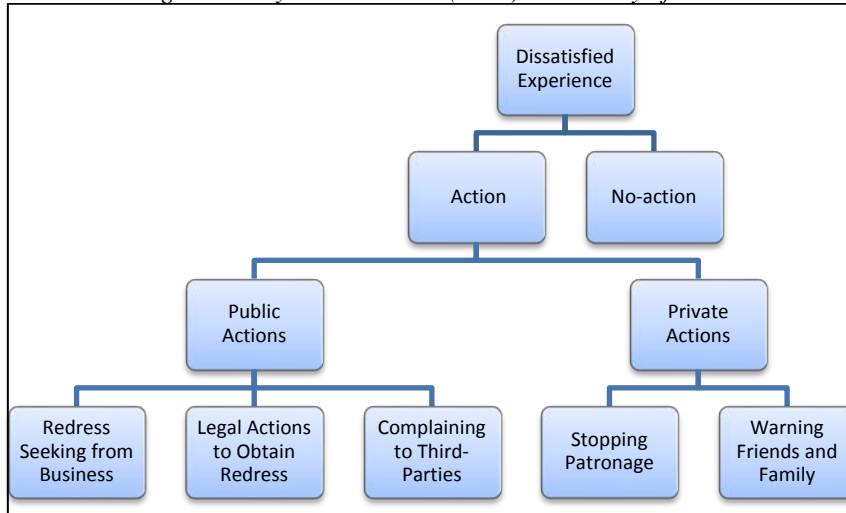 Dissatisfied
Experience
Action
No-action
Public
Actions
Private
Actions
Redress
Seeking from
Business
Legal Actions
to Obtain
Redress
Complaining
to Third-
Parties
Stopping
Patronage
Warning
Friends and
Family